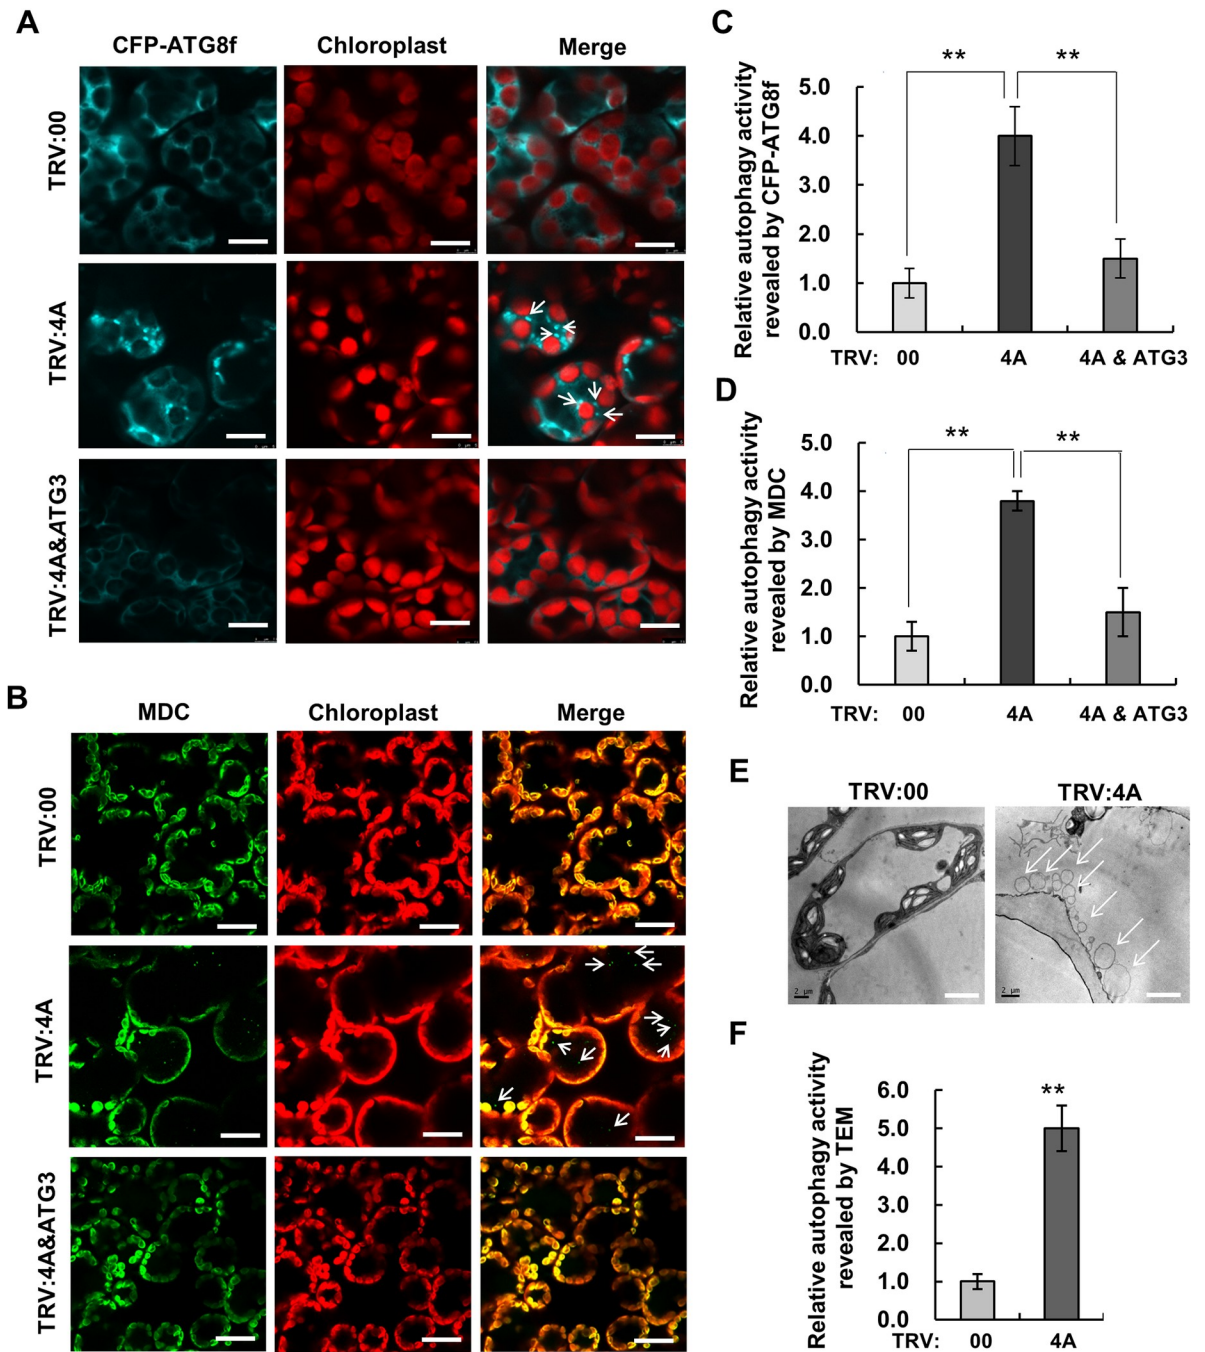 A
CFP-ATG8f Chloroplast Merge
TRV:00
TRV:4A
TRV:4A&ATG3
B
MDC Chloroplast Merge
TRV:00
TRV:4A
TRV:4A&ATG3
C
Relative autophagy activity
revealed by CFP-ATG8f
** **
5.0
4.0
3.0
2.0
1.0
0.0
TRV: 00 4A 4A & ATG3
D
Relative autophagy activity
revealed by MDC
** **
5.0
4.0
3.0
2.0
1.0
0.0
TRV: 00 4A 4A & ATG3
E
TRV:00 TRV:4A
2 μm 2 μm
F
Relative autophagy activity
revealed by TEM
**
6.0
5.0
4.0
3.0
2.0
1.0
0.0
TRV: 00 4A